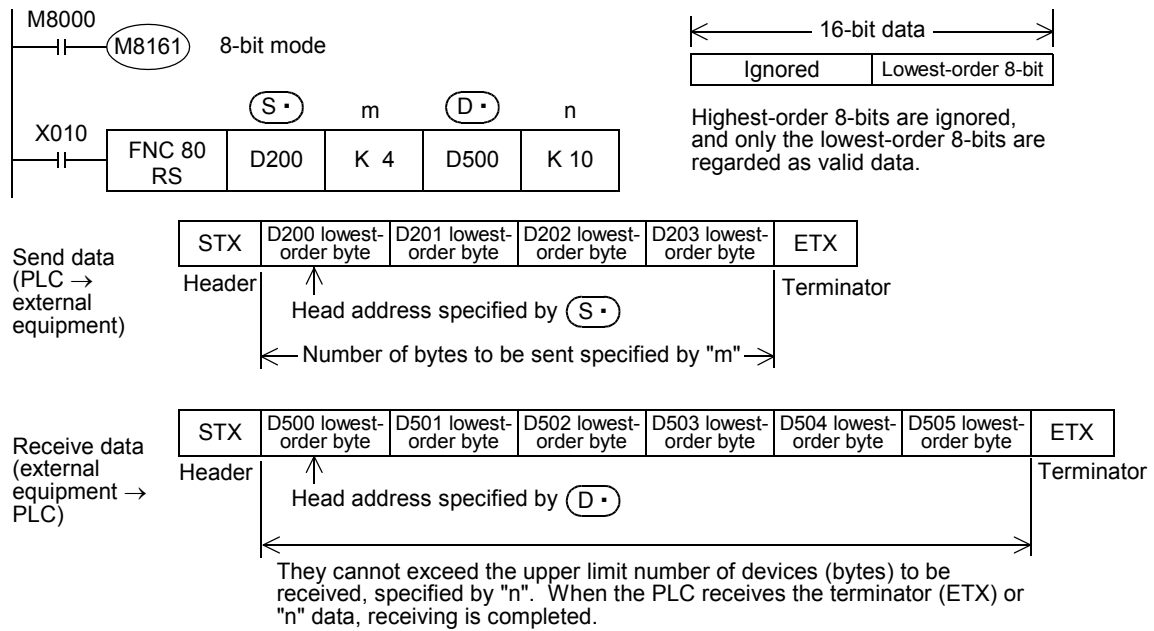 M8000
M8161
8-bit mode
16-bit data
Ignored
Lowest-order 8-bit
Highest-order 8-bits are ignored,
and only the lowest-order 8-bits are
regarded as valid data.
S·
m
D·
n
X010
FNC 80
RS
D200
K 4
D500
K 10
Send data
(PLC →
external
equipment)
STX
D200 lowest-
order byte
D201 lowest-
order byte
D202 lowest-
order byte
D203 lowest-
order byte
ETX
Header
Terminator
Head address specified by S·
Number of bytes to be sent specified by "m"
Receive data
(external
equipment →
PLC)
STX
D500 lowest-
order byte
D501 lowest-
order byte
D502 lowest-
order byte
D503 lowest-
order byte
D504 lowest-
order byte
D505 lowest-
order byte
ETX
Header
Terminator
Head address specified by D·
They cannot exceed the upper limit number of devices (bytes) to be
received, specified by "n". When the PLC receives the terminator (ETX) or
"n" data, receiving is completed.